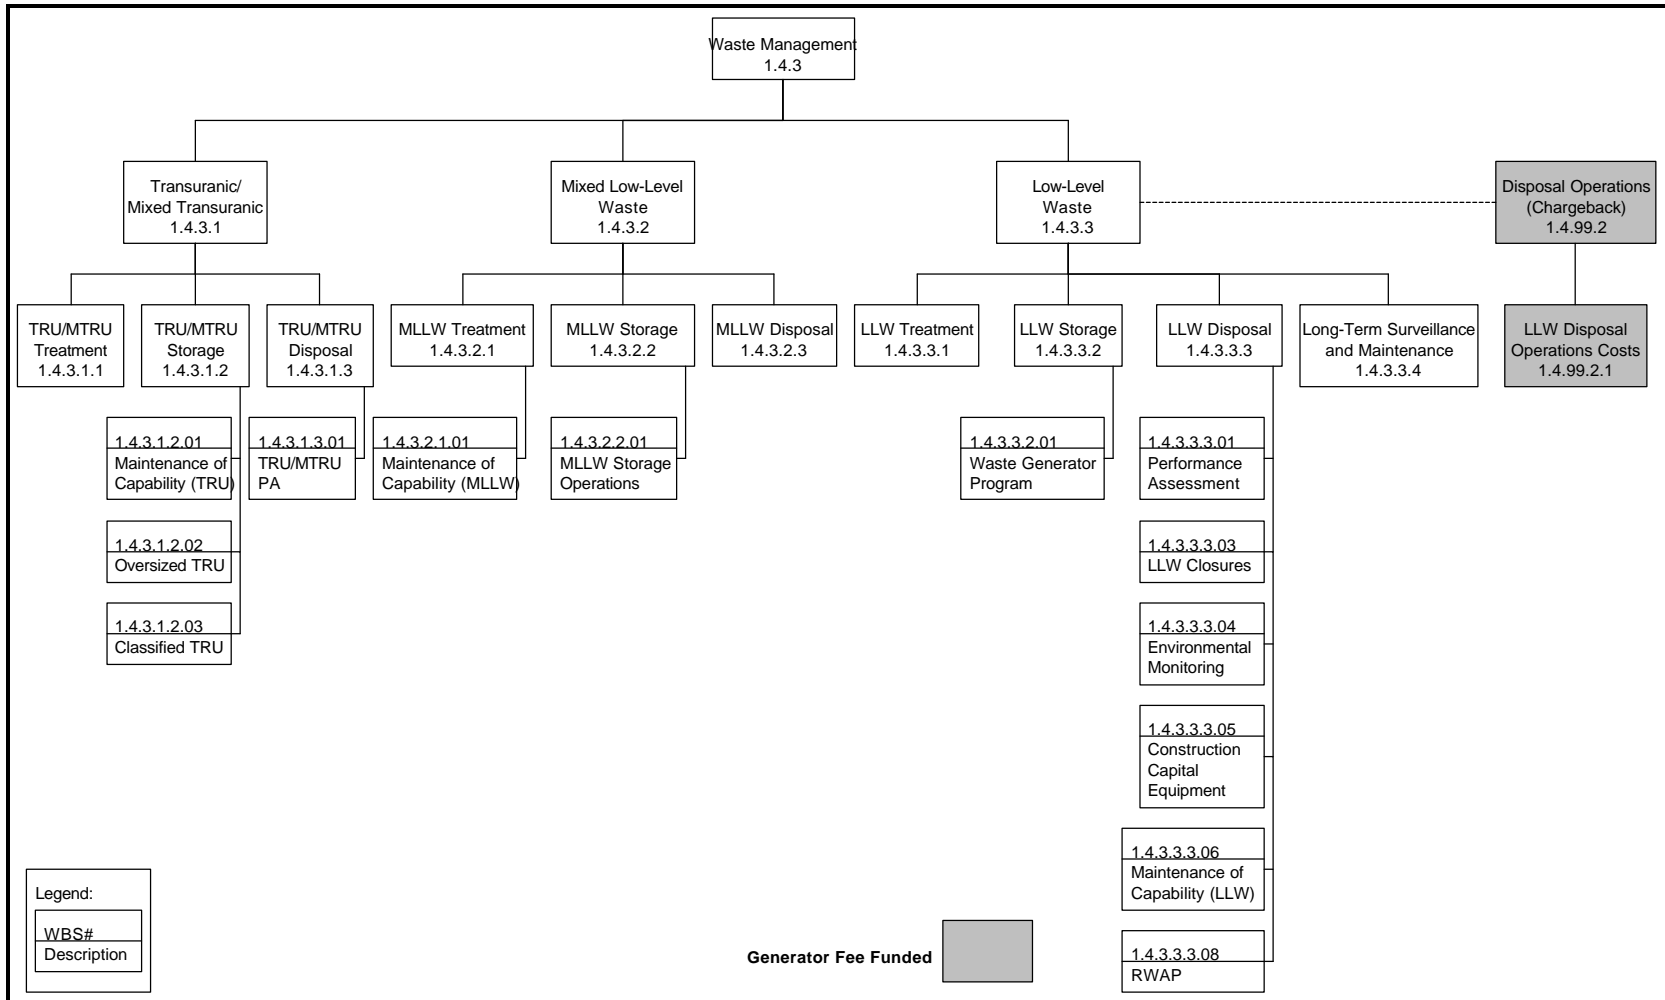 Waste Management
1.4.3
Transuranic/
Mixed Transuranic
1.4.3.1
Mixed Low-Level
Waste
1.4.3.2
Low-Level
Waste
1.4.3.3
Disposal Operations
(Chargeback)
1.4.99.2
TRU/MTRU
Treatment
1.4.3.1.1
TRU/MTRU
Storage
1.4.3.1.2
TRU/MTRU
Disposal
1.4.3.1.3
MLLW Treatment
1.4.3.2.1
MLLW Storage
1.4.3.2.2
MLLW Disposal
1.4.3.2.3
LLW Treatment
1.4.3.3.1
LLW Storage
1.4.3.3.2
LLW Disposal
1.4.3.3.3
Long-Term Surveillance
and Maintenance
1.4.3.3.4
LLW Disposal
Operations Costs
1.4.99.2.1
1.4.3.1.2.01
Maintenance of
Capability (TRU)
1.4.3.1.3.01
TRU/MTRU
PA
1.4.3.2.1.01
Maintenance of
Capability (MLLW)
1.4.3.2.2.01
MLLW Storage
Operations
1.4.3.3.2.01
Waste Generator
Program
1.4.3.3.3.01
Performance
Assessment
1.4.3.1.2.02
Oversized TRU
1.4.3.3.3.03
LLW Closures
1.4.3.1.2.03
Classified TRU
1.4.3.3.3.04
Environmental
Monitoring
1.4.3.3.3.05
Construction
Capital
Equipment
1.4.3.3.3.06
Maintenance of
Capability (LLW)
1.4.3.3.3.08
RWAP
Legend:
WBS#
Description
Generator Fee Funded